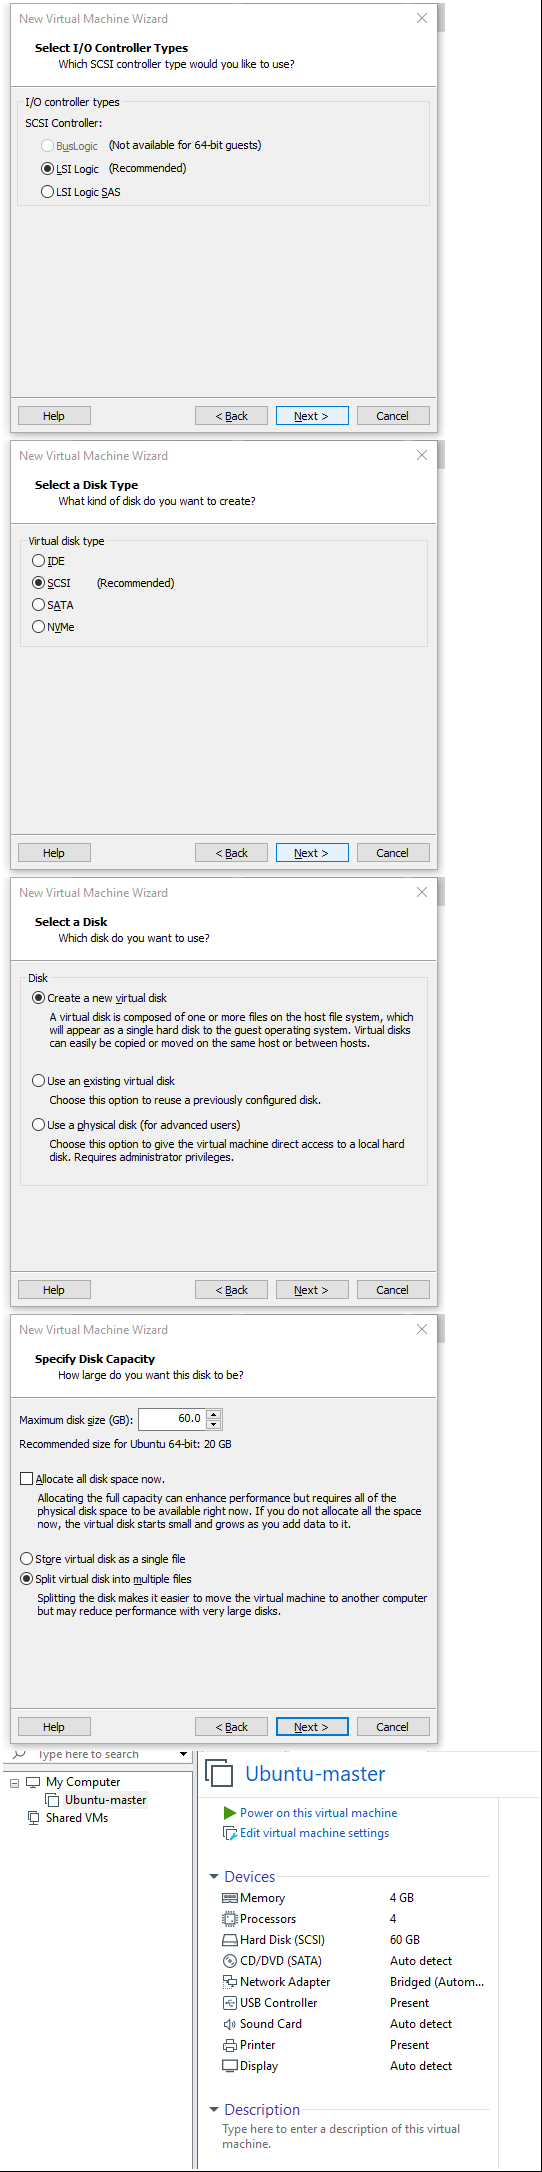 New Virtual Machine Wizard
Select I/O Controller Types
Which SCSI controller type would you like to use?
I/O controller types
SCSI Controller:
BusLogic (Not available for 64-bit guests)
LSI Logic (Recommended)
LSI Logic SAS
Help < Back Next > Cancel
New Virtual Machine Wizard
Select a Disk Type
What kind of disk do you want to create?
Virtual disk type
IDE
SCSI (Recommended)
SATA
NVMe
Help < Back Next > Cancel
New Virtual Machine Wizard
Select a Disk
Which disk do you want to use?
Disk
Create a new virtual disk
A virtual disk is composed of one or more files on the host file system, which
will appear as a single hard disk to the guest operating system. Virtual disks
can easily be copied or moved on the same host or between hosts.
Use an existing virtual disk
Choose this option to reuse a previously configured disk.
Use a physical disk (for advanced users)
Choose this option to give the virtual machine direct access to a local hard
disk. Requires administrator privileges.
Help < Back Next > Cancel
New Virtual Machine Wizard
Specify Disk Capacity
How large do you want this disk to be?
Maximum disk size (GB): 60.0
Recommended size for Ubuntu 64-bit: 20 GB
Allocate all disk space now.
Allocating the full capacity can enhance performance but requires all of the
physical disk space to be available right now. If you do not allocate all the space
now, the virtual disk starts small and grows as you add data to it.
Store virtual disk as a single file
Split virtual disk into multiple files
Splitting the disk makes it easier to move the virtual machine to another computer
but may reduce performance with very large disks.
Help < Back Next > Cancel
Type here to search
My Computer
Ubuntu-master
Shared VMs
Ubuntu-master
Power on this virtual machine
Edit virtual machine settings
Devices
Memory 4 GB
Processors 4
Hard Disk (SCSI) 60 GB
CD/DVD (SATA) Auto detect
Network Adapter Bridged (Autom...
USB Controller Present
Sound Card Auto detect
Printer Present
Display Auto detect
Description
Type here to enter a description of this virtual
machine.